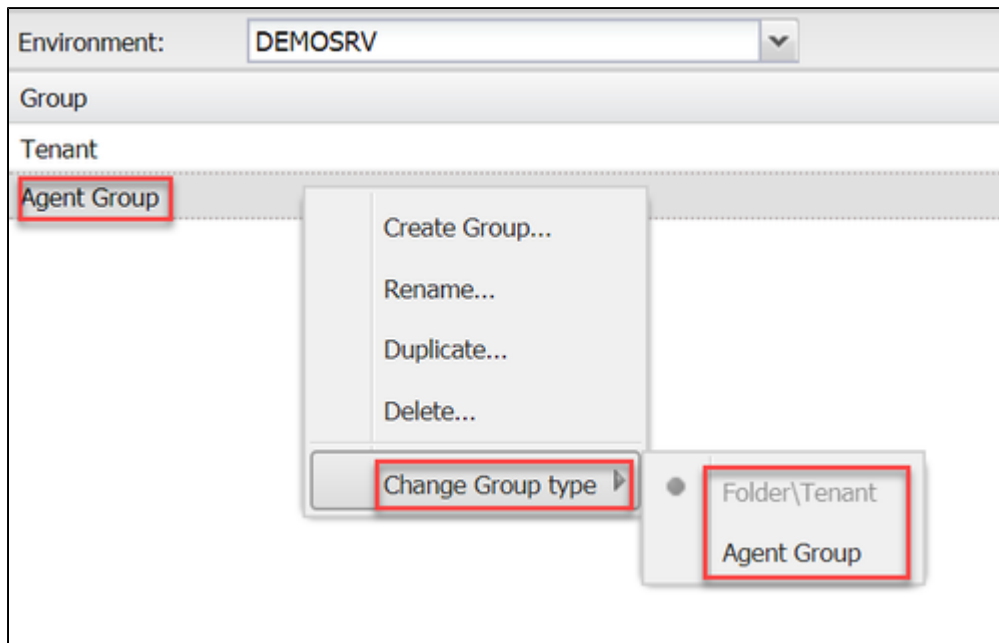 Environment: DEMOSRV
Group
Tenant
Agent Group
Create Group...
Rename...
Duplicate...
Delete...
Change Group type
Folder\Tenant
Agent Group